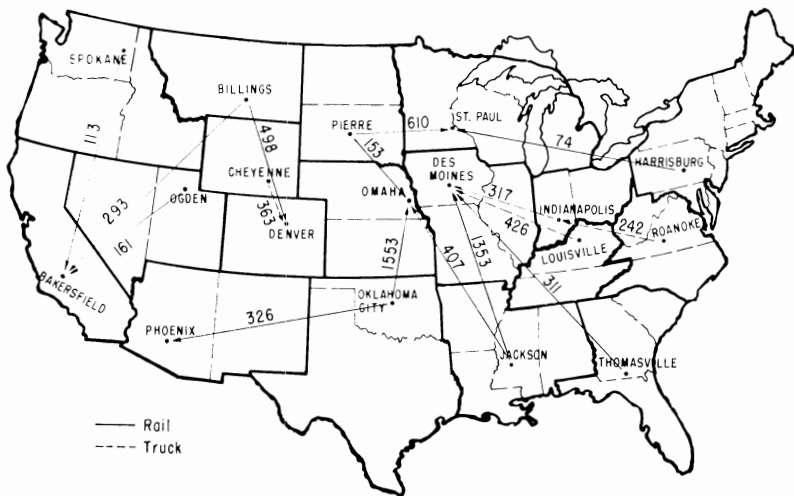 SPOKANE
BILLINGS
113
498
PIERRE
610
ST. PAUL
153
74
CHEYENNE
DES
MOINES
HARRISBURG
OGDEN
OMAHA
317
293
363
INDIANAPOLIS
426
242
ROANOKE
161
DENVER
LOUISVILLE
1553
407
1353
BAKERSFIELD
311
OKLAHOMA
CITY
326
PHOENIX
JACKSON
THOMASVILLE
Rail
Truck